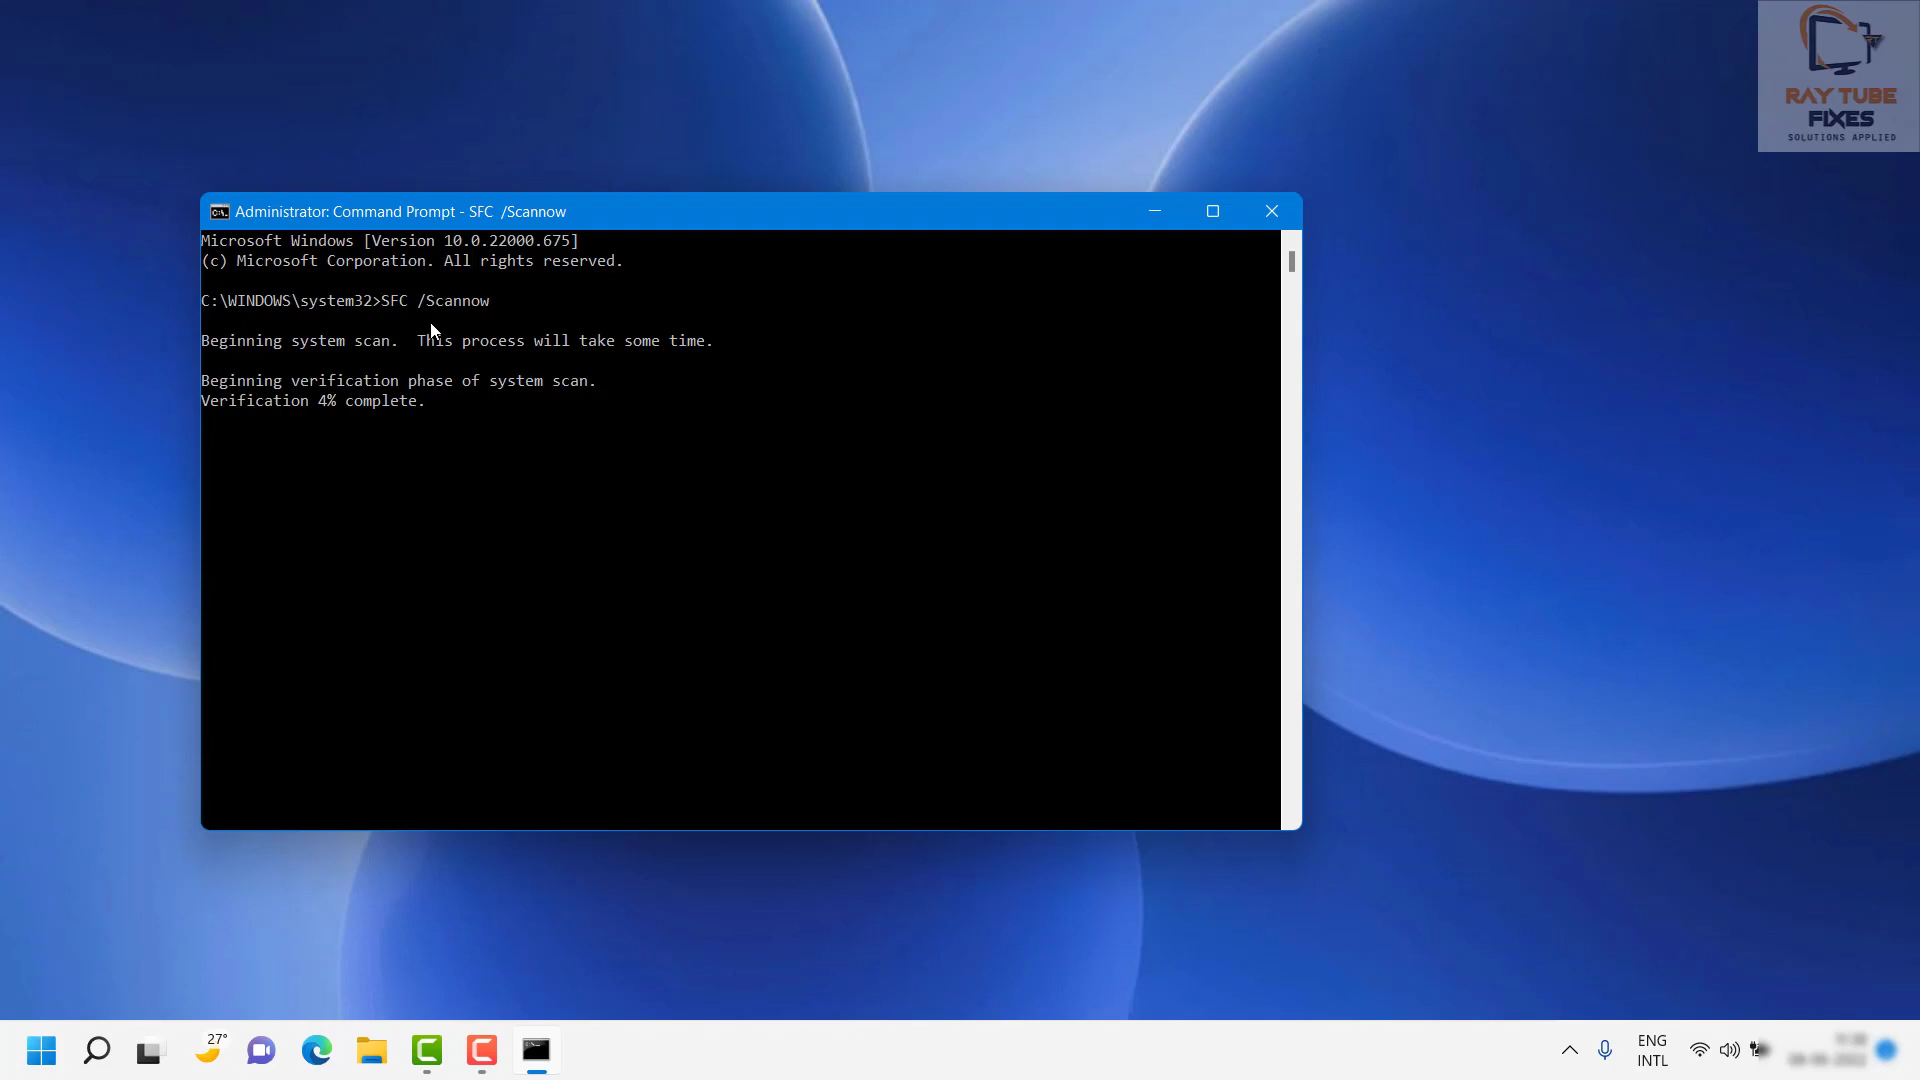 RAY TUBE
FIXES
SOLUTIONS APPLIED
Administrator: Command Prompt - SFC  /Scannow
Microsoft Windows [Version 10.0.22000.675]
(c) Microsoft Corporation. All rights reserved.
C:\WINDOWS\system32>SFC /Scannow
Beginning system scan.  This process will take some time.
Beginning verification phase of system scan.
Verification 4% complete.
27°
ENG
INTL